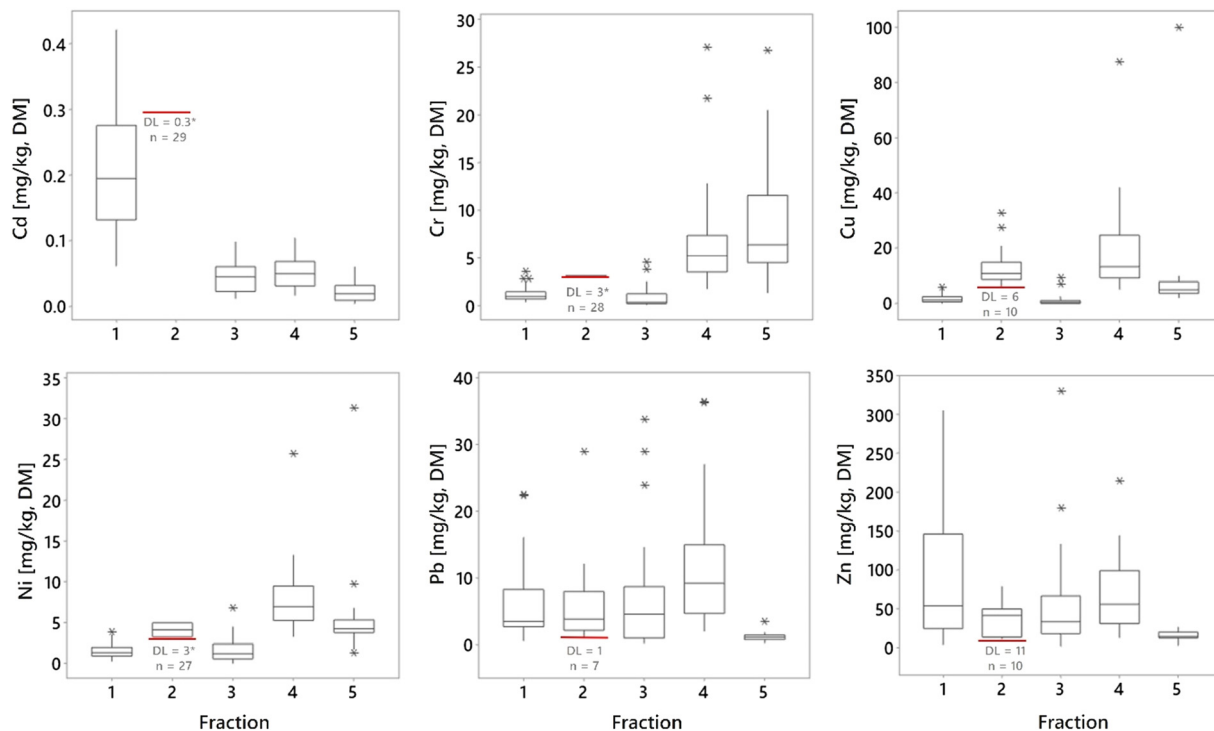 Cd [mg/kg, DM]
0.4
0.3
0.2
0.1
0.0
DL = 0.3*
n = 29
1 2 3 4 5
Cr [mg/kg, DM]
30
25
20
15
10
5
0
DL = 3*
n = 28
1 2 3 4 5
Cu [mg/kg, DM]
100
80
60
40
20
0
DL = 6
n = 10
1 2 3 4 5
Ni [mg/kg, DM]
35
30
25
20
15
10
5
0
DL = 3*
n = 27
1 2 3 4 5
Fraction
Pb [mg/kg, DM]
40
30
20
10
0
DL = 1
n = 7
1 2 3 4 5
Fraction
Zn [mg/kg, DM]
350
300
250
200
150
100
50
0
DL = 11
n = 10
1 2 3 4 5
Fraction